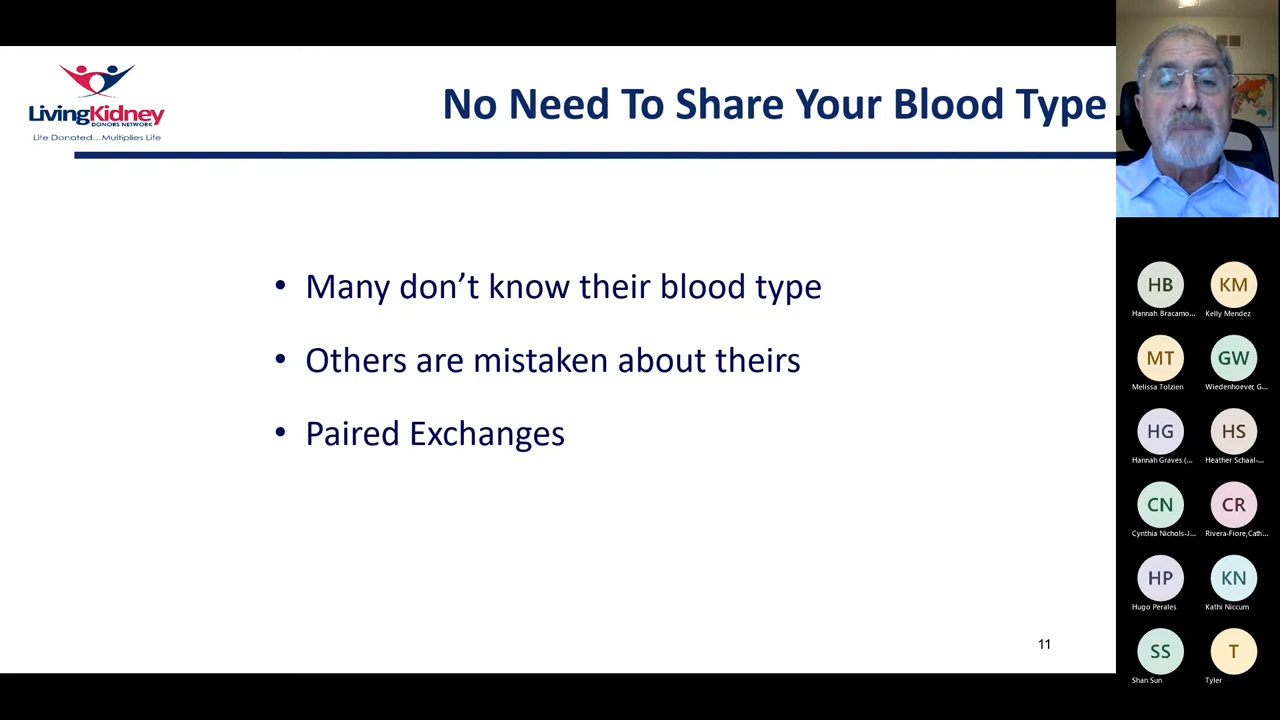 LivingKidney
DONORS NETWORK
Life Donated...Multiplies Life
No Need To Share Your Blood Type
• Many don't know their blood type
• Others are mistaken about theirs
• Paired Exchanges
11
HB
KM
Hannah Bracamo...
Kelly Mendez
MT
GW
Melissa Tolzien
Wiedenhoever, G...
HG
HS
Hannah Graves (...
Heather Schaal-...
CN
CR
Cynthia Nichols-J...
Rivera-Fiore,Cath...
HP
KN
Hugo Perales
Kathi Niccum
SS
T
Shan Sun
Tyler